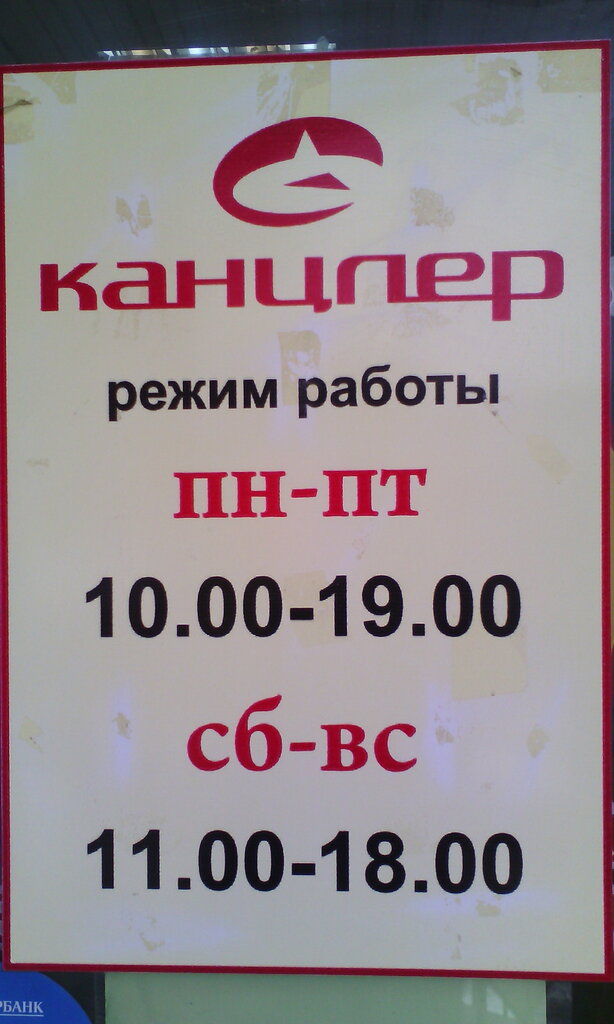 канцлер
режим работы
пн-пт
10.00-19.00
сб-вс
11.00-18.00
РБАНК